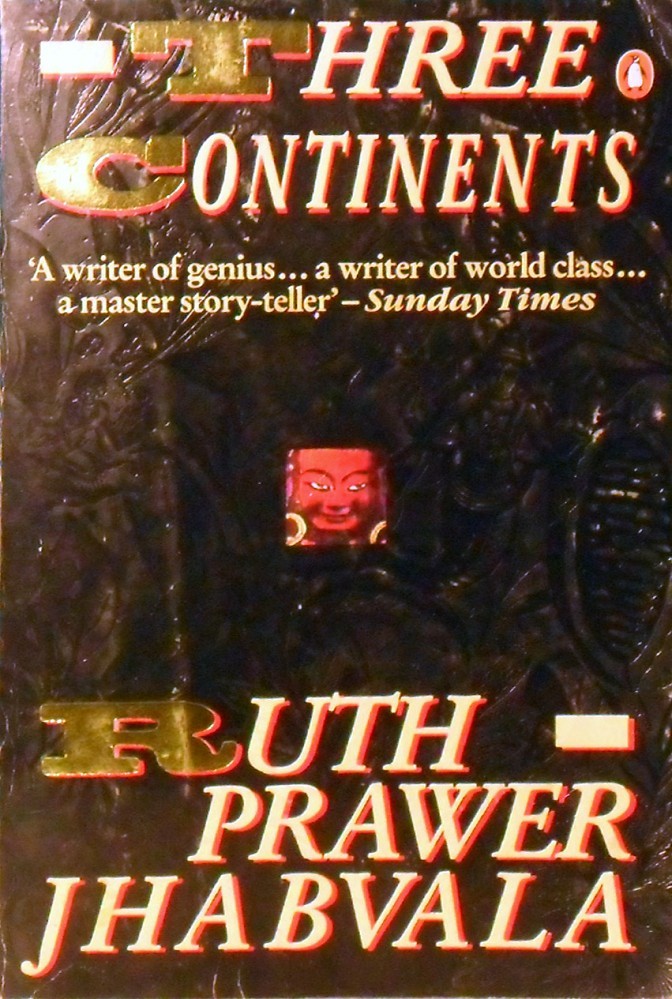 THREE
CONTINENTS
‘A writer of genius... a writer of world class...
a master story-teller’ – Sunday Times
RUTH
PRAWER
JHABVALA